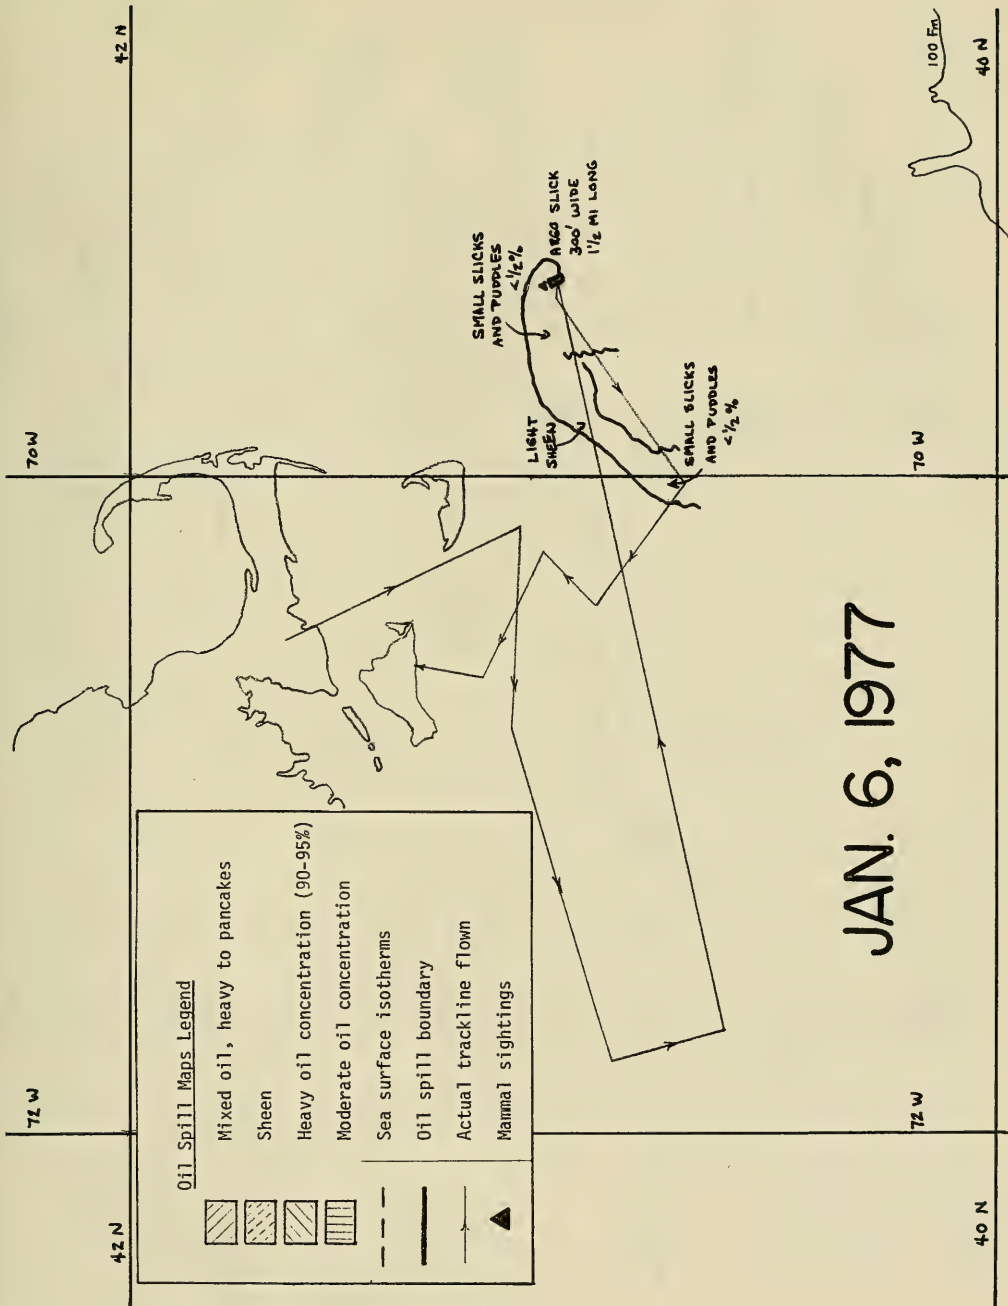 42 N
42 N
72 W
70 W
Oil Spill Maps Legend
Mixed oil, heavy to pancakes
Sheen
Heavy oil concentration (90-95%)
Moderate oil concentration
Sea surface isotherms
Oil spill boundary
Actual trackline flown
Mammal sightings
SMALL SLICKS
AND PUDDLES
<1/2%
ARGO SLICK
300' WIDE
1 1/2 MI LONG
LIGHT
SHEEN
SMALL SLICKS
AND PUDDLES
<1/2%
JAN. 6, 1977
72 W
70 W
100 Fm
40 N
40 N